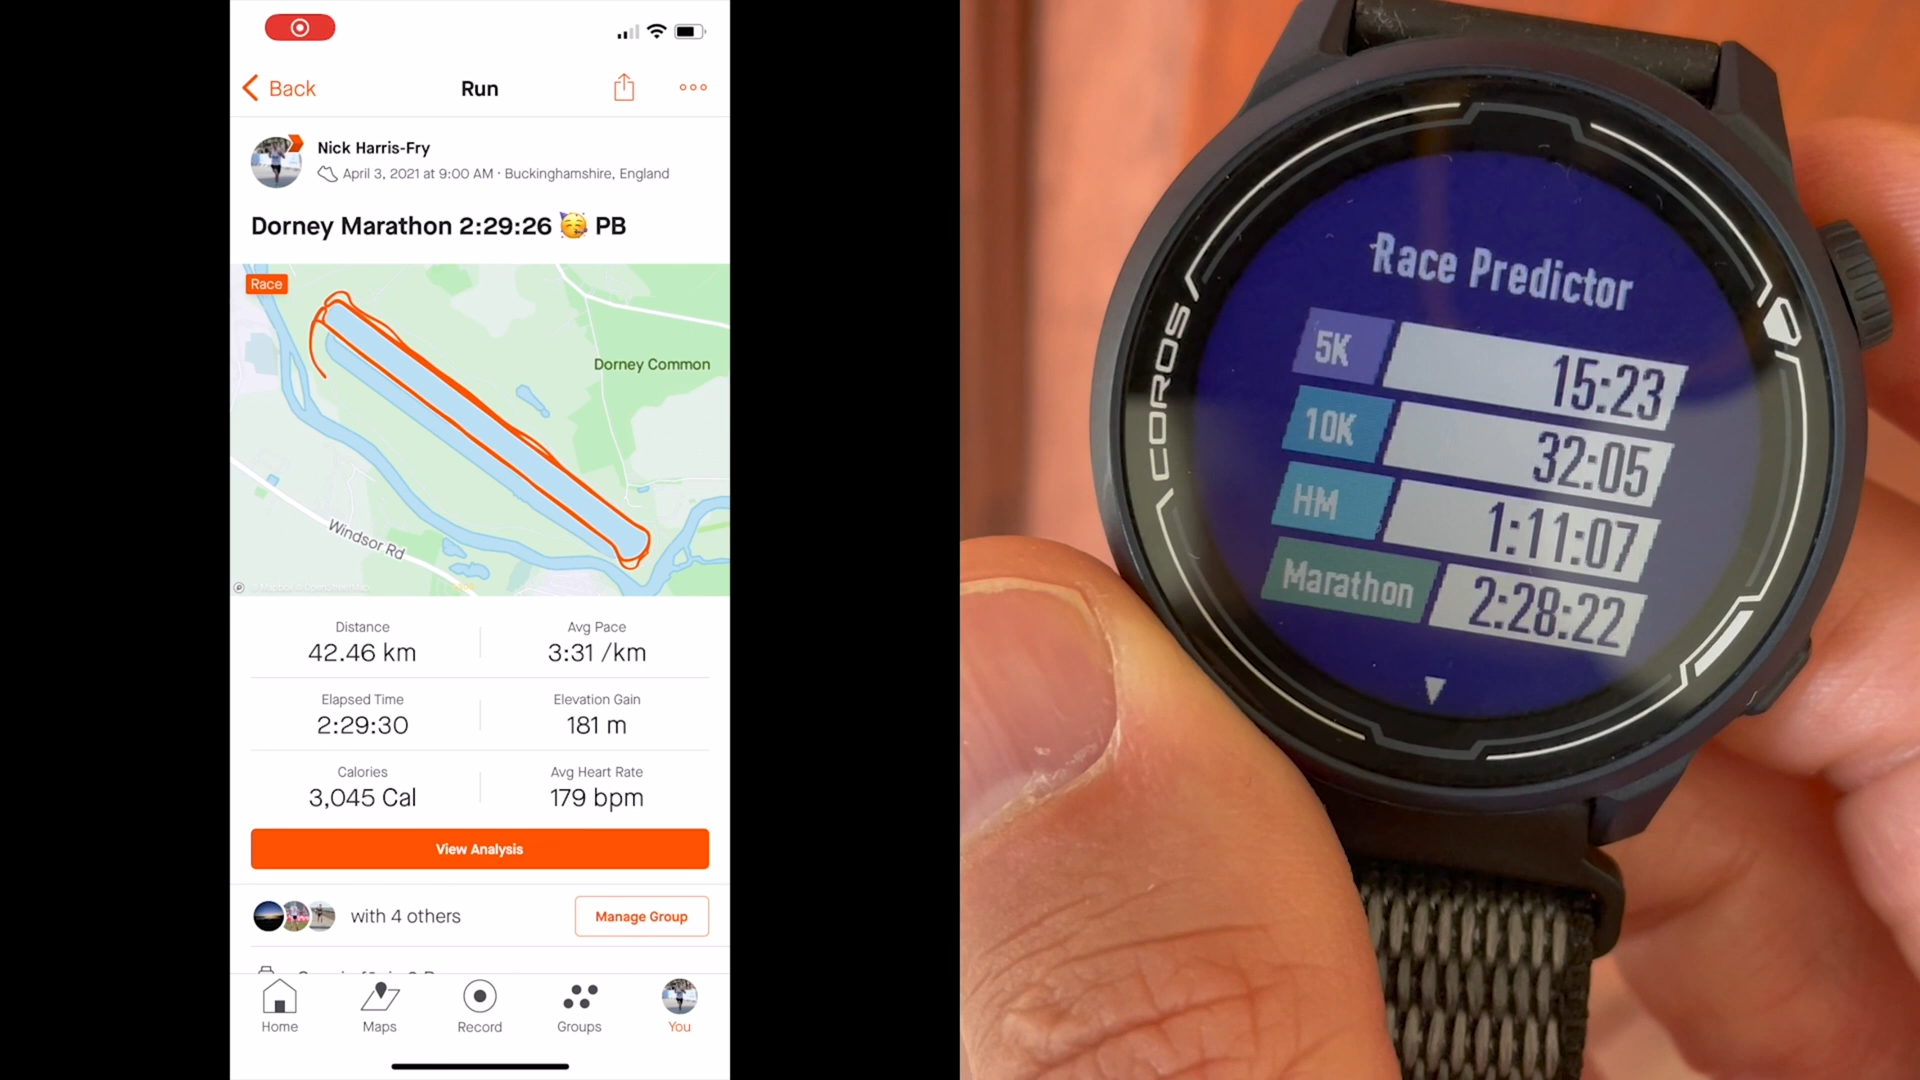 Back
Run
Nick Harris-Fry
April 3, 2021 at 9:00 AM · Buckinghamshire, England
Dorney Marathon 2:29:26 🥳 PB
Race
Dorney Common
Windsor Rd
Distance
42.46 km
Avg Pace
3:31 /km
Elapsed Time
2:29:30
Elevation Gain
181 m
Calories
3,045 Cal
Avg Heart Rate
179 bpm
View Analysis
with 4 others
Manage Group
Home
Maps
Record
Groups
You
COROS
Race Predictor
5K 15:23
10K 32:05
HM 1:11:07
Marathon 2:28:22